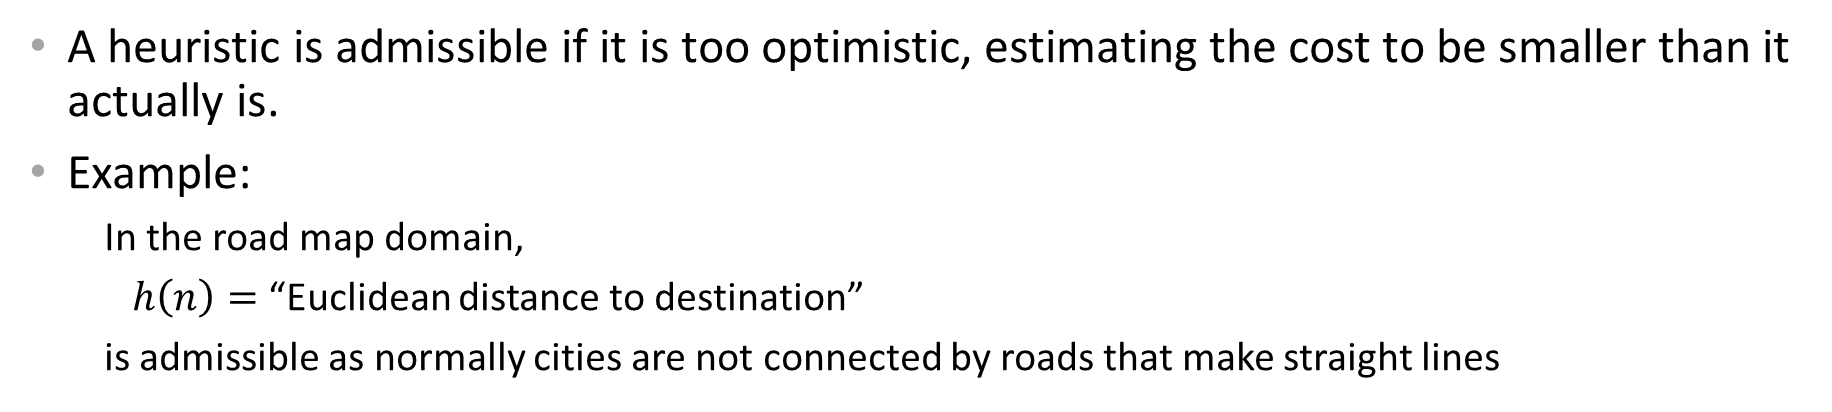 • A heuristic is admissible if it is too optimistic, estimating the cost to be smaller than it
actually is.
• Example:
In the road map domain,
ℎ(𝑛) = “Euclidean distance to destination”
is admissible as normally cities are not connected by roads that make straight lines